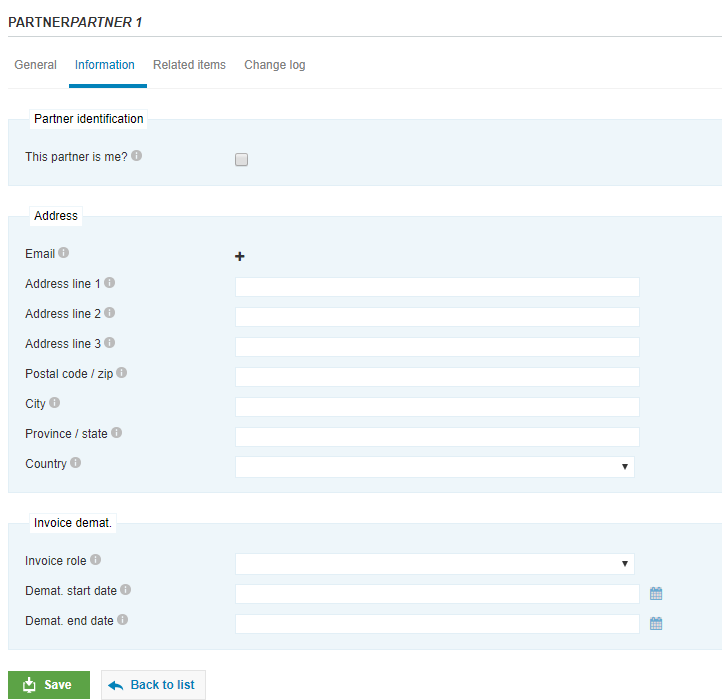 PARTNERPARTNER 1
General Information Related items Change log
Partner identification
This partner is me?
Address
Email
Address line 1
Address line 2
Address line 3
Postal code / zip
City
Province / state
Country
Invoice demat.
Invoice role
Demat. start date
Demat. end date
Save Back to list